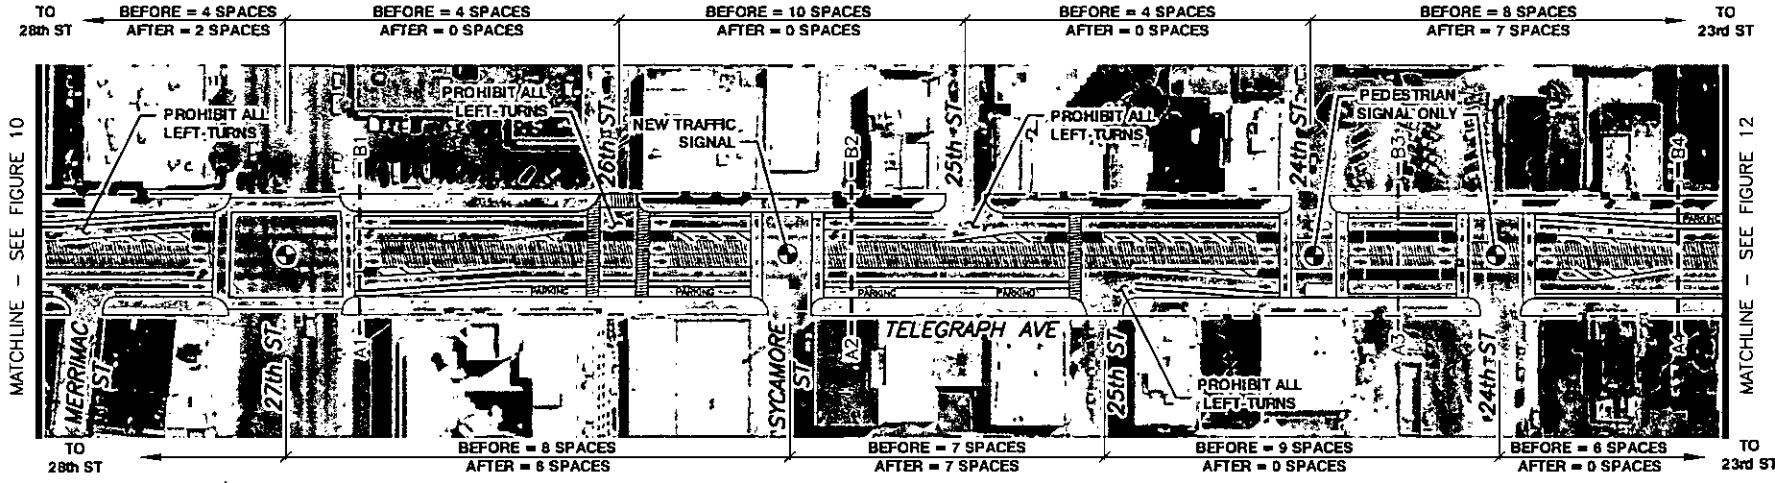 TO
28th ST
BEFORE = 4 SPACES
AFTER = 2 SPACES
BEFORE = 4 SPACES
AFTER = 0 SPACES
BEFORE = 10 SPACES
AFTER = 0 SPACES
BEFORE = 4 SPACES
AFTER = 0 SPACES
BEFORE = 8 SPACES
AFTER = 7 SPACES
TO
23rd ST
MATCHLINE - SEE FIGURE 10
PROHIBIT ALL
LEFT-TURNS
B1
PROHIBIT ALL
LEFT-TURNS
26th ST
NEW TRAFFIC
SIGNAL
B2
25th ST
PROHIBIT ALL
LEFT-TURNS
24th ST
PEDESTRIAN
SIGNAL ONLY
B3
B4
MATCHLINE - SEE FIGURE 12
PARKING
PARKING
PARKING
PARKING
PARKING
MERRIMAC
ST
27th ST
A1
SYCAMORE
ST
A2
TELEGRAPH AVE
25th ST
PROHIBIT ALL
LEFT-TURNS
A3
24th ST
A4
TO
28th ST
BEFORE = 8 SPACES
AFTER = 6 SPACES
BEFORE = 7 SPACES
AFTER = 7 SPACES
BEFORE = 9 SPACES
AFTER = 0 SPACES
BEFORE = 6 SPACES
AFTER = 0 SPACES
TO
23rd ST